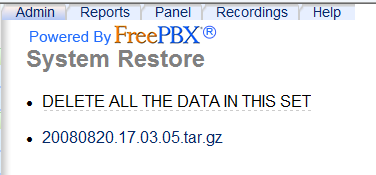 Admin Reports Panel Recordings Help
Powered By FreePBX®
System Restore
DELETE ALL THE DATA IN THIS SET
20080820.17.03.05.tar.gz